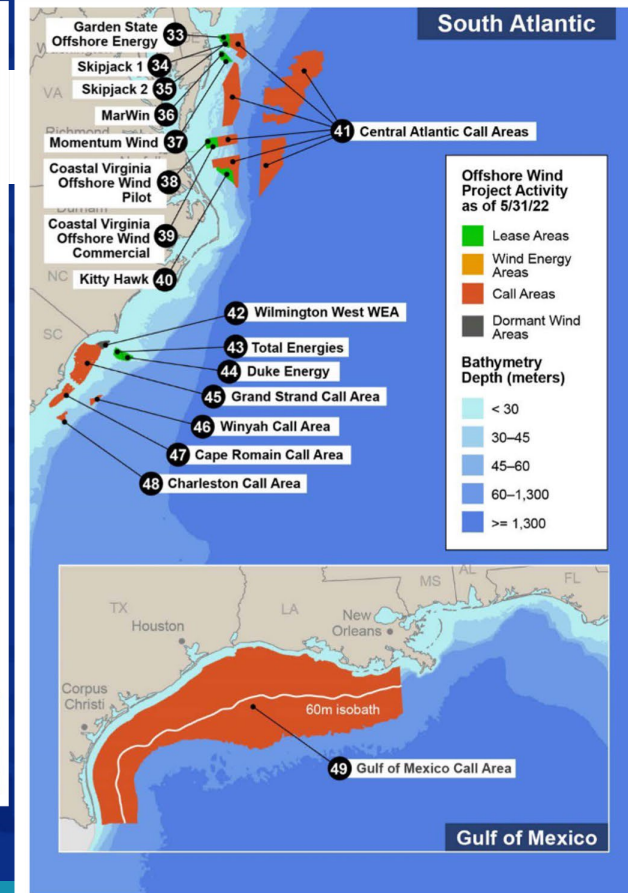 South Atlantic
Garden State
Offshore Energy
33
Skipjack 1
34
Skipjack 2
35
MarWin
36
Momentum Wind
37
Coastal Virginia
Offshore Wind
Pilot
38
Coastal Virginia
Offshore Wind
Commercial
39
Kitty Hawk
40
41
Central Atlantic Call Areas
VA
Richmond
Durham
NC
SC
42
Wilmington West WEA
43
Total Energies
44
Duke Energy
45
Grand Strand Call Area
46
Winyah Call Area
47
Cape Romain Call Area
48
Charleston Call Area
Offshore Wind
Project Activity
as of 5/31/22
Lease Areas
Wind Energy
Areas
Call Areas
Dormant Wind
Areas
Bathymetry
Depth (meters)
< 30
30–45
45–60
60–1,300
>= 1,300
TX
LA
MS
AL
FL
Houston
New
Orleans
Corpus
Christi
60m isobath
49
Gulf of Mexico Call Area
Gulf of Mexico